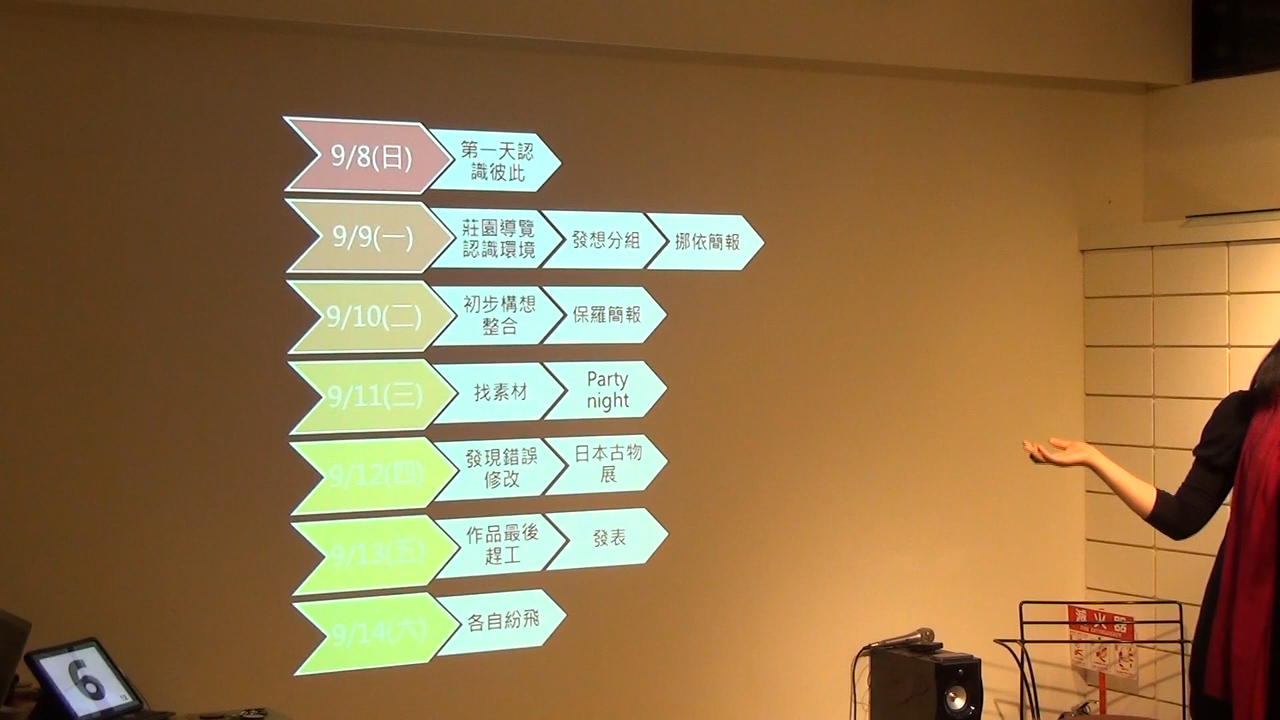 9/8(日)
第一天認
識彼此
9/9(一)
莊園導覽
認識環境
發想分組
挪依簡報
9/10(二)
初步構想
整合
保羅簡報
9/11(三)
找素材
Party
night
9/12(四)
發現錯誤
修改
日本古物
展
9/13(五)
作品最後
趕工
發表
9/14(六)
各自紛飛
6
滅火器